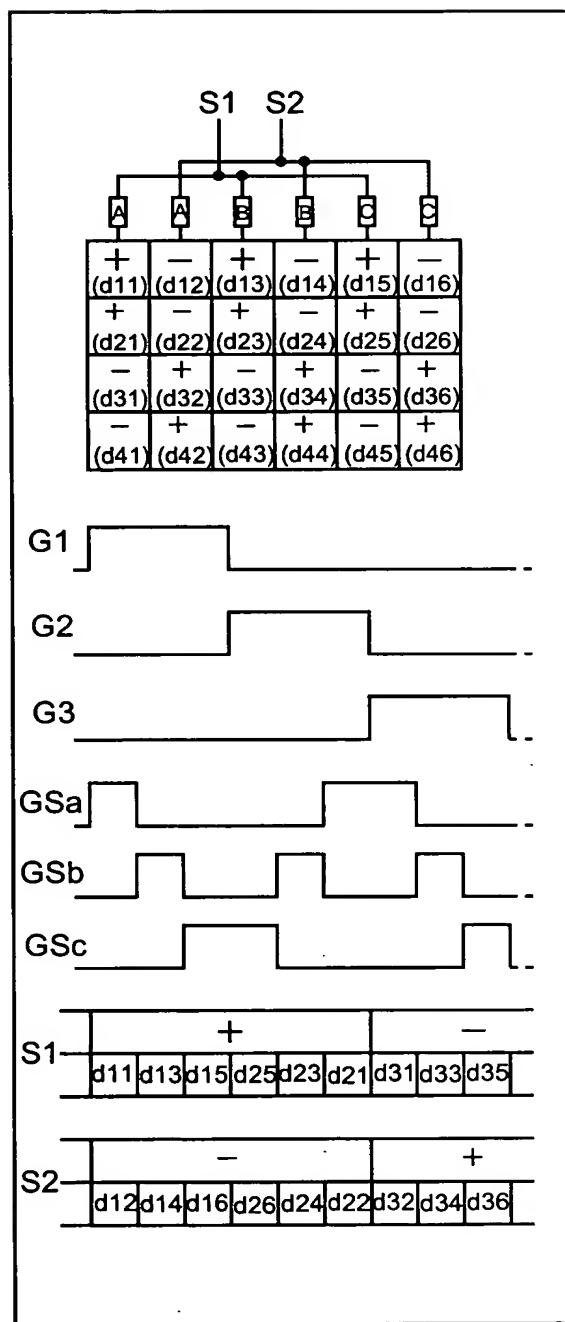 S1 S2
A A B B C C
+ − + − + −
(d11) (d12) (d13) (d14) (d15) (d16)
+ − + − + −
(d21) (d22) (d23) (d24) (d25) (d26)
− + − + − +
(d31) (d32) (d33) (d34) (d35) (d36)
− + − + − +
(d41) (d42) (d43) (d44) (d45) (d46)
G1
G2
G3
GSa
GSb
GSc
+ −
S1
d11 d13 d15 d25 d23 d21 d31 d33 d35
− +
S2
d12 d14 d16 d26 d24 d22 d32 d34 d36